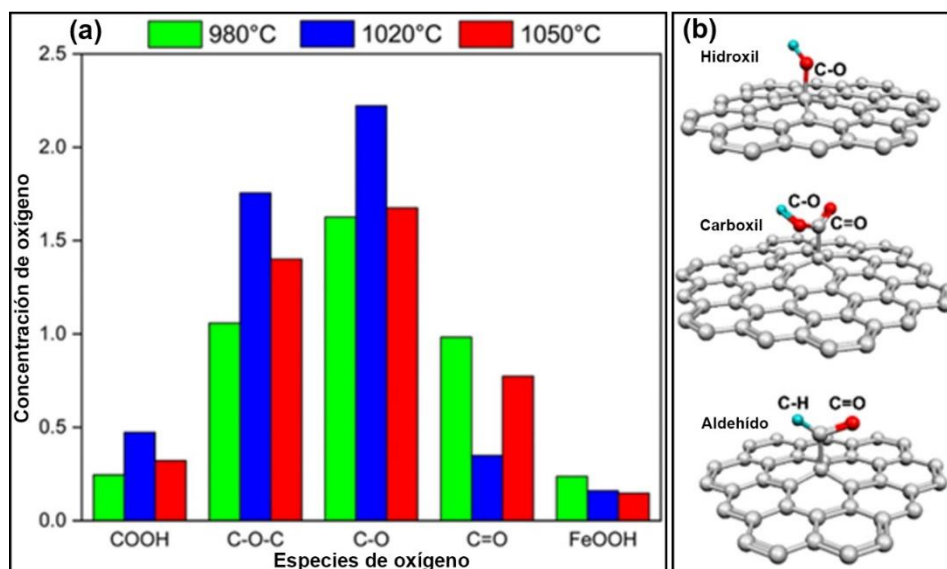 (a)
980°C 1020°C 1050°C
Concentración de oxígeno
2.5
2.0
1.5
1.0
0.5
0.0
COOH C-O-C C-O C=O FeOOH
Especies de oxígeno
(b)
Hidroxil
C-O
C-O
Carboxil
C=O
C-H C=O
Aldehído